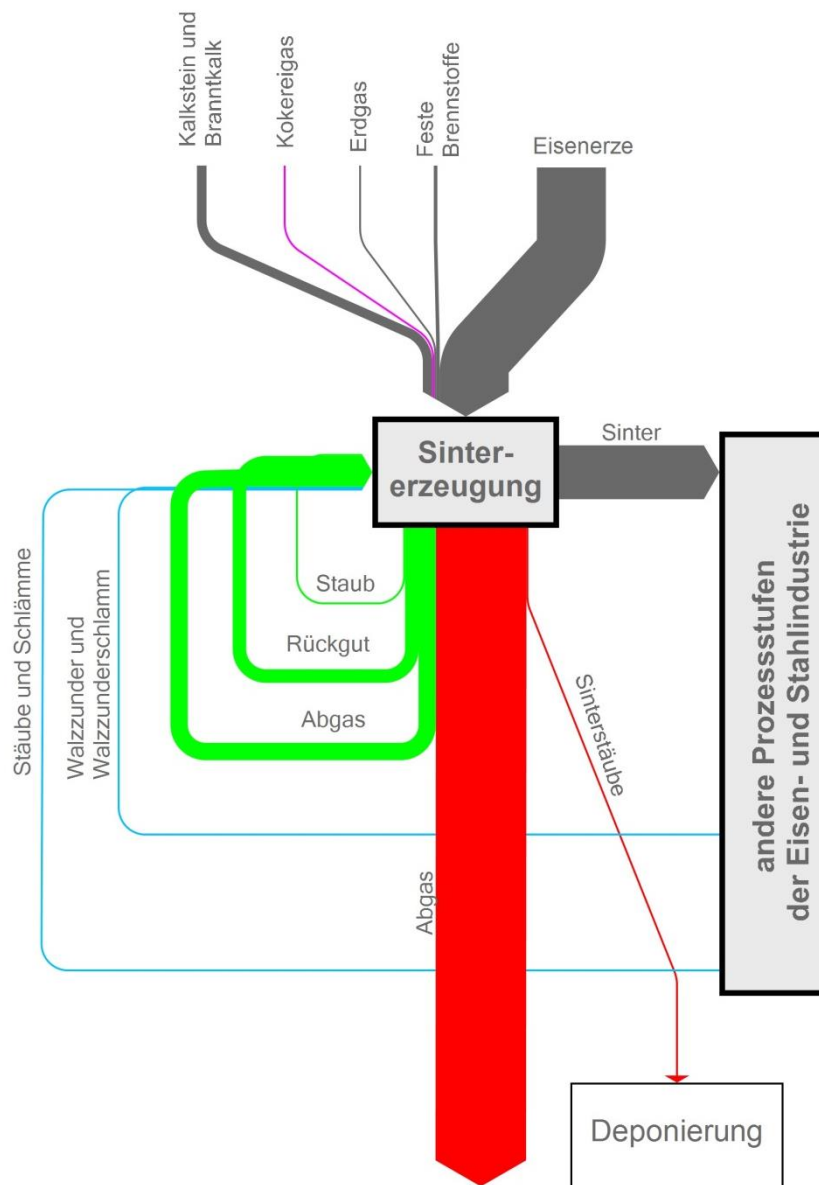 Kalkstein und
Branntkalk
Kokereigas
Erdgas
Feste
Brennstoffe
Eisenerze
Sinter-
erzeugung
Sinter
Staub
Rückgut
Abgas
Stäube und Schlämme
Walzzunder und
Walzzunderschlamm
Sinterstäube
andere Prozessstufen
der Eisen- und Stahlindustrie
Abgas
Deponierung